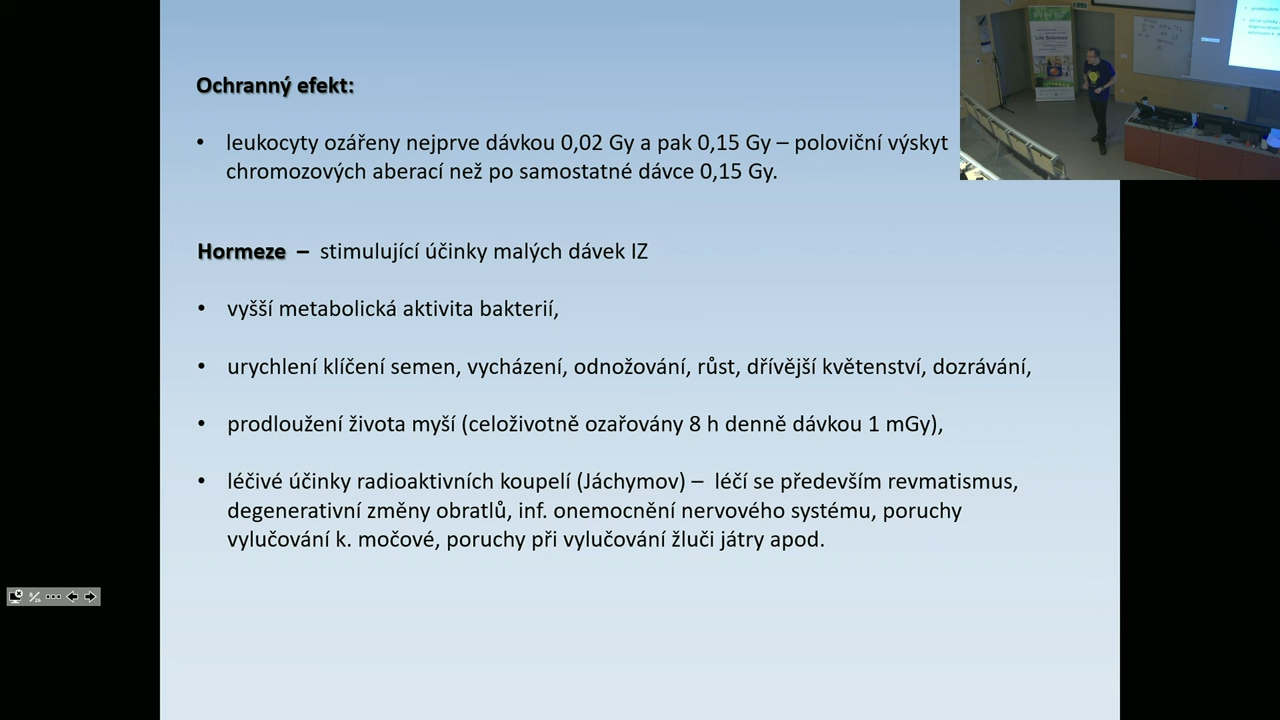 Ochranný efekt:
• leukocyty ozářeny nejprve dávkou 0,02 Gy a pak 0,15 Gy – poloviční výskyt
chromozových aberací než po samostatné dávce 0,15 Gy.
Hormeze – stimulující účinky malých dávek IZ
• vyšší metabolická aktivita bakterií,
• urychlení klíčení semen, vycházení, odnožování, růst, dřívější květenství, dozrávání,
• prodloužení života myší (celoživotně ozařovány 8 h denně dávkou 1 mGy),
• léčivé účinky radioaktivních koupelí (Jáchymov) – léčí se především revmatismus,
degenerativní změny obratlů, inf. onemocnění nervového systému, poruchy
vylučování k. močové, poruchy při vylučování žluči játry apod.